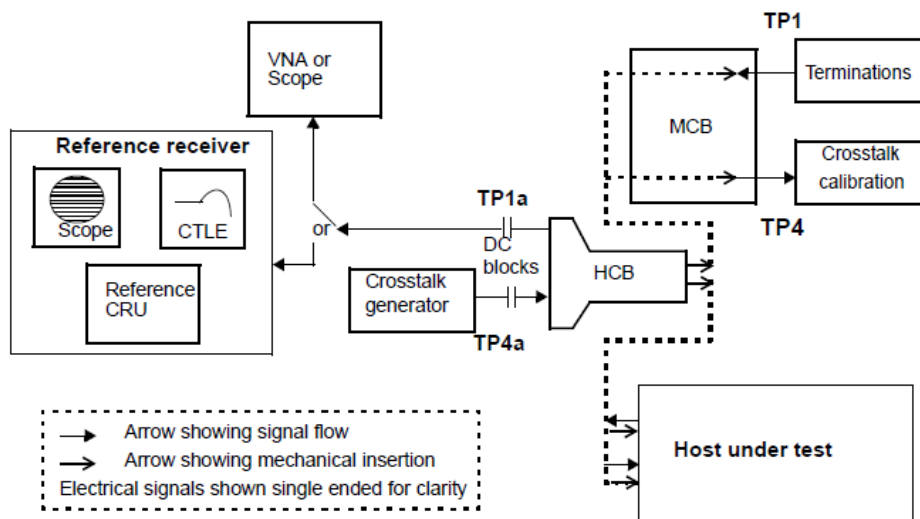 TP1
VNA or
Scope
Terminations
MCB
Reference receiver
Crosstalk
calibration
Scope
CTLE
or
TP1a
TP4
DC
blocks
HCB
Reference
CRU
Crosstalk
generator
TP4a
Arrow showing signal flow
Arrow showing mechanical insertion
Electrical signals shown single ended for clarity
Host under test